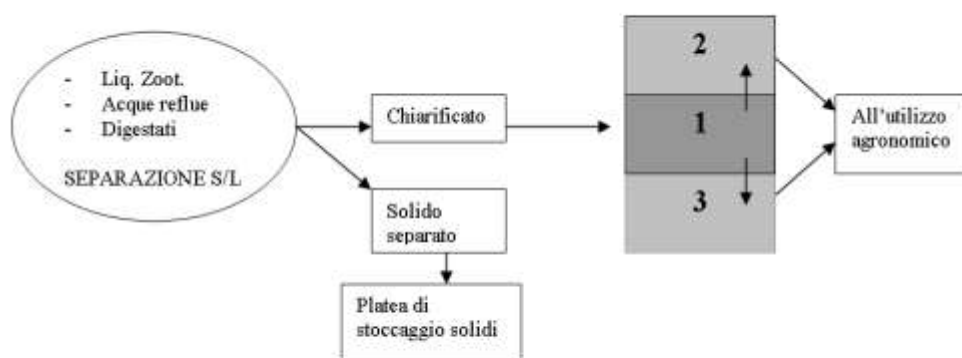 - Liq. Zoot.
- Acque reflue
- Digestati
SEPARAZIONE S/L
Chiarificato
Solido
separato
Platea di
stoccaggio solidi
2
1
3
All'utilizzo
agronomico